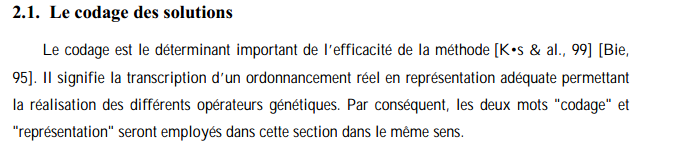 2.1. Le codage des solutions
Le codage est le déterminant important de l'efficacité de la méthode [K•s & al., 99] [Bie,
95]. Il signifie la transcription d'un ordonnancement réel en représentation adéquate permettant
la réalisation des différents opérateurs génétiques. Par conséquent, les deux mots "codage" et
"représentation" seront employés dans cette section dans le même sens.